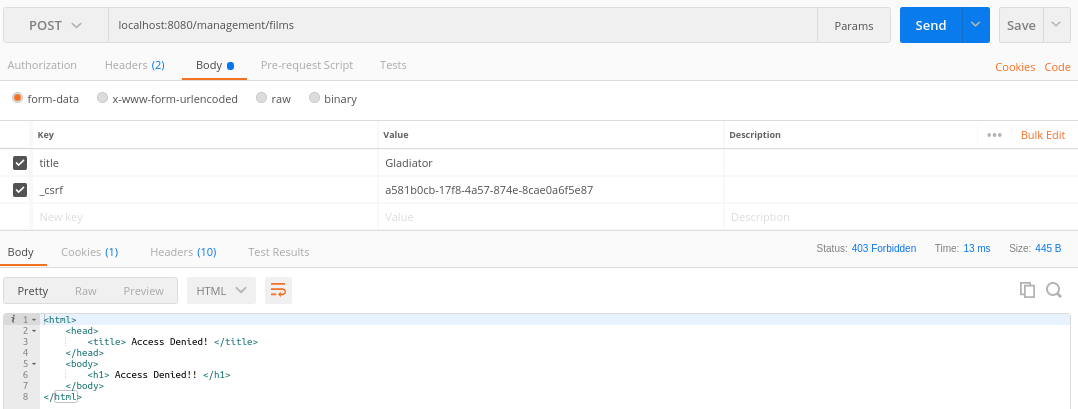 POST localhost:8080/management/films Params Send Save
Authorization Headers (2) Body Pre-request Script Tests Cookies Code
form-data x-www-form-urlencoded raw binary
Key Value Description ••• Bulk Edit
title Gladiator
_csrf a581b0cb-17f8-4a57-874e-8cae0a6f5e87
New key Value Description
Body Cookies (1) Headers (10) Test Results Status: 403 Forbidden Time: 13 ms Size: 445 B
Pretty Raw Preview HTML
i 1 <html>
2 <head>
3 <title> Access Denied! </title>
4 </head>
5 <body>
6 <h1> Access Denied!! </h1>
7 </body>
8 </html>